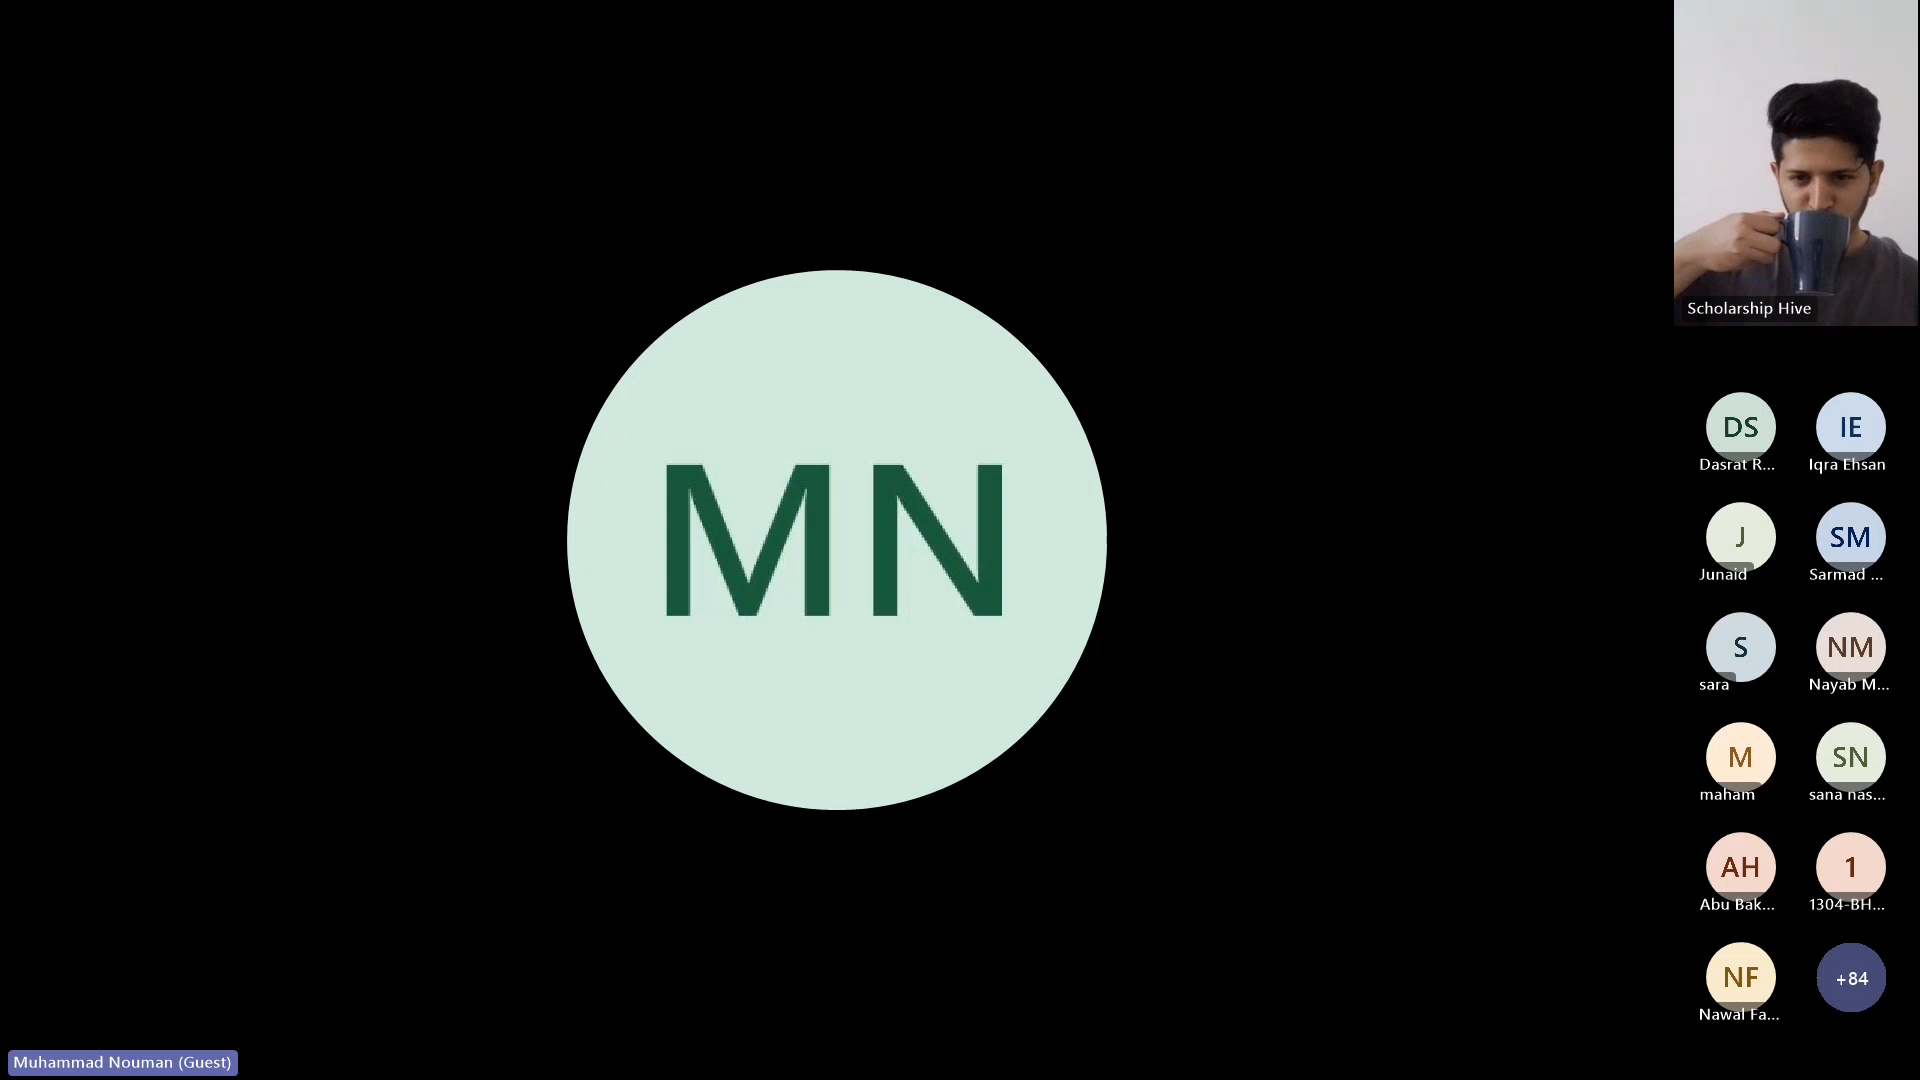 MN
Muhammad Nouman (Guest)
Scholarship Hive
DS
Dasrat R...
IE
Iqra Ehsan
J
Junaid
SM
Sarmad ...
S
sara
NM
Nayab M...
M
maham
SN
sana nas...
AH
Abu Bak...
1
1304-BH...
NF
Nawal Fa...
+84